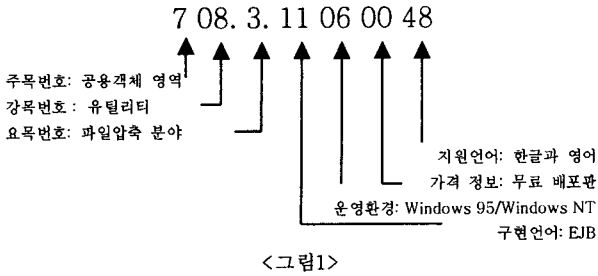 7 08. 3. 11 06 00 48
주목번호: 공용객체 영역
강목번호 : 유틸리티
요목번호: 파일압축 분야
지원언어: 한글과 영어
가격 정보: 무료 배포판
운영환경: Windows 95/Windows NT
구현언어: EJB
<그림1>